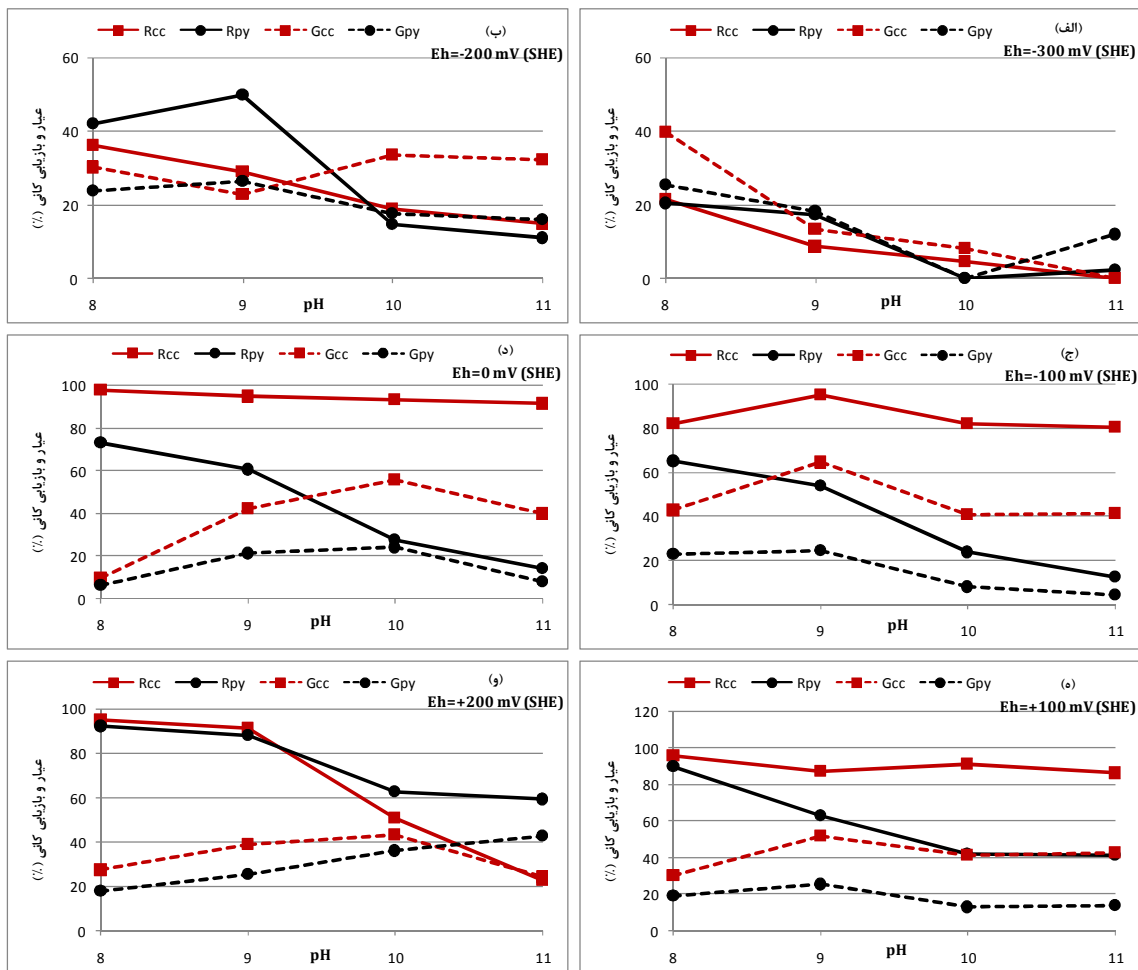 Rcc Rpy Gcc Gpy
(الف)
Eh=-300 mV (SHE)
عیار و بازیابی کانی (٪)
60
40
20
0
8 9 10 11
pH
Rcc Rpy Gcc Gpy
(ب)
Eh=-200 mV (SHE)
عیار و بازیابی کانی (٪)
60
40
20
0
8 9 10 11
pH
Rcc Rpy Gcc Gpy
(ج)
Eh=-100 mV (SHE)
عیار و بازیابی کانی (٪)
100
80
60
40
20
0
8 9 10 11
pH
Rcc Rpy Gcc Gpy
(د)
Eh=0 mV (SHE)
عیار و بازیابی کانی (٪)
100
80
60
40
20
0
8 9 10 11
pH
Rcc Rpy Gcc Gpy
(ه)
Eh=+100 mV (SHE)
عیار و بازیابی کانی (٪)
120
100
80
60
40
20
0
8 9 10 11
pH
Rcc Rpy Gcc Gpy
(و)
Eh=+200 mV (SHE)
عیار و بازیابی کانی (٪)
100
80
60
40
20
0
8 9 10 11
pH